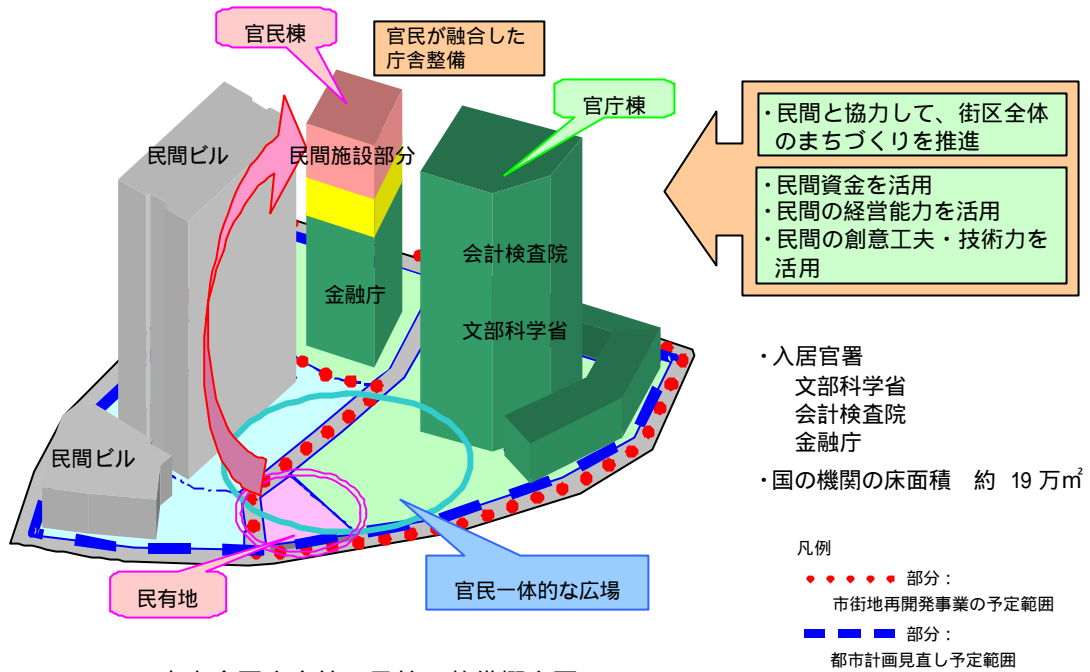 官民棟
官民が融合した
庁舎整備
官庁棟
民間ビル
民間施設部分
会計検査院
金融庁
文部科学省
民間ビル
民有地
官民一体的な広場
・民間と協力して、街区全体
のまちづくりを推進
・民間資金を活用
・民間の経営能力を活用
・民間の創意工夫・技術力を
活用
・入居官署
文部科学省
会計検査院
金融庁
・国の機関の床面積 約 19 万㎡
凡例
部分：
市街地再開発事業の予定範囲
部分：
都市計画見直し予定範囲